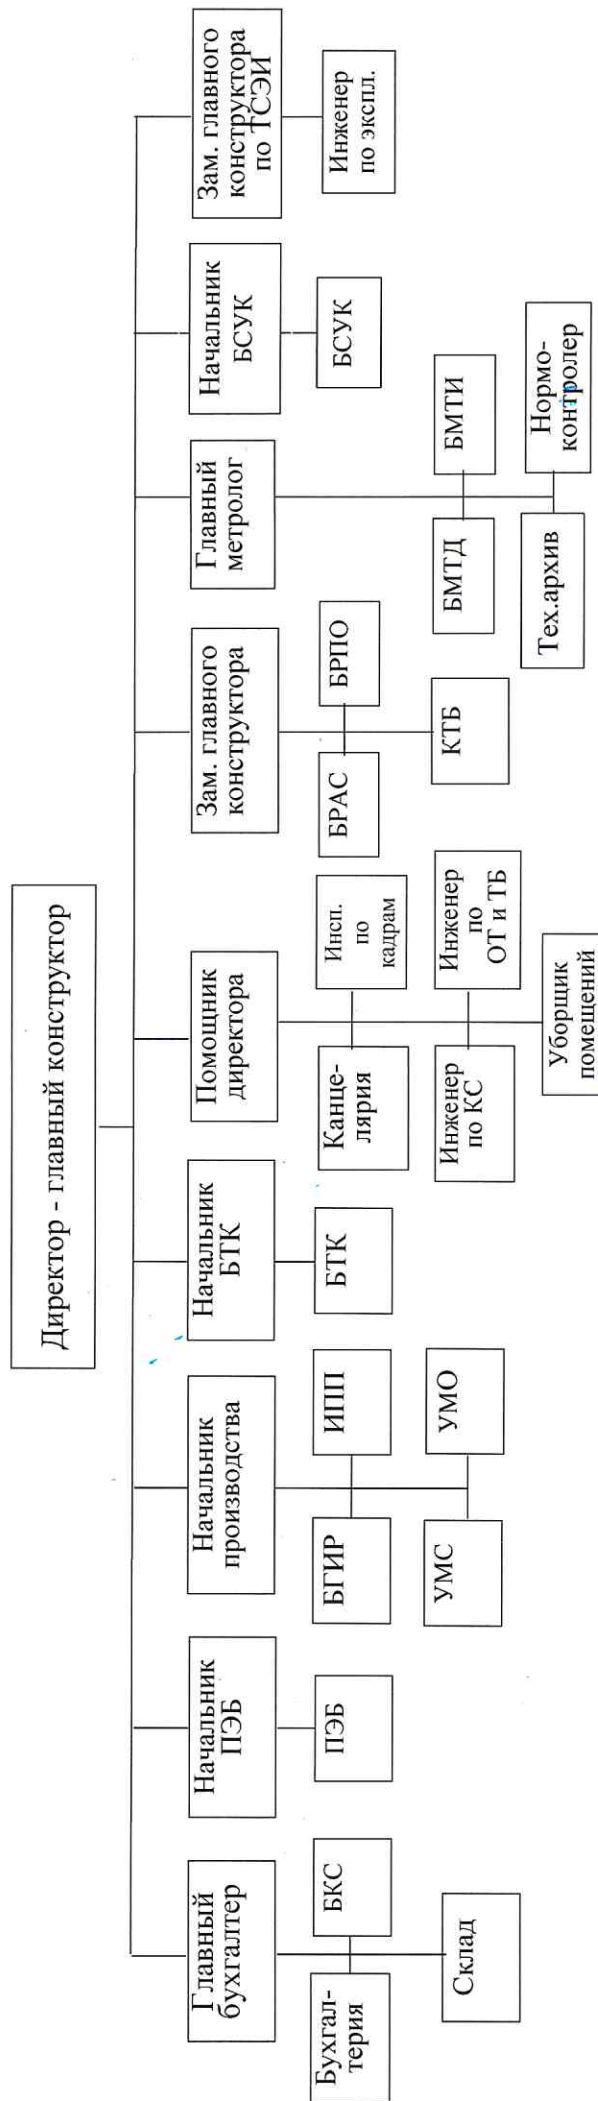 Директор - главный конструктор
Главный
бухгалтер
Бухгал-
терия
БКС
Склад
Начальник
ПЭБ
ПЭБ
Начальник
производства
БГИР
ИПП
УМС
УМО
Начальник
БТК
БТК
Помощник
директора
Канце-
лярия
Инсп.
по
кадрам
Инженер
по КС
Инженер
по
ОТ и ТБ
Уборщик
помещений
Зам. главного
конструктора
БРАС
БРПО
КТБ
Главный
метролог
БМТД
БМТИ
Тех.архив
Нормо-
контролер
Начальник
БСУК
БСУК
Зам. главного
конструктора
по ТСЭИ
Инженер
по экспл.